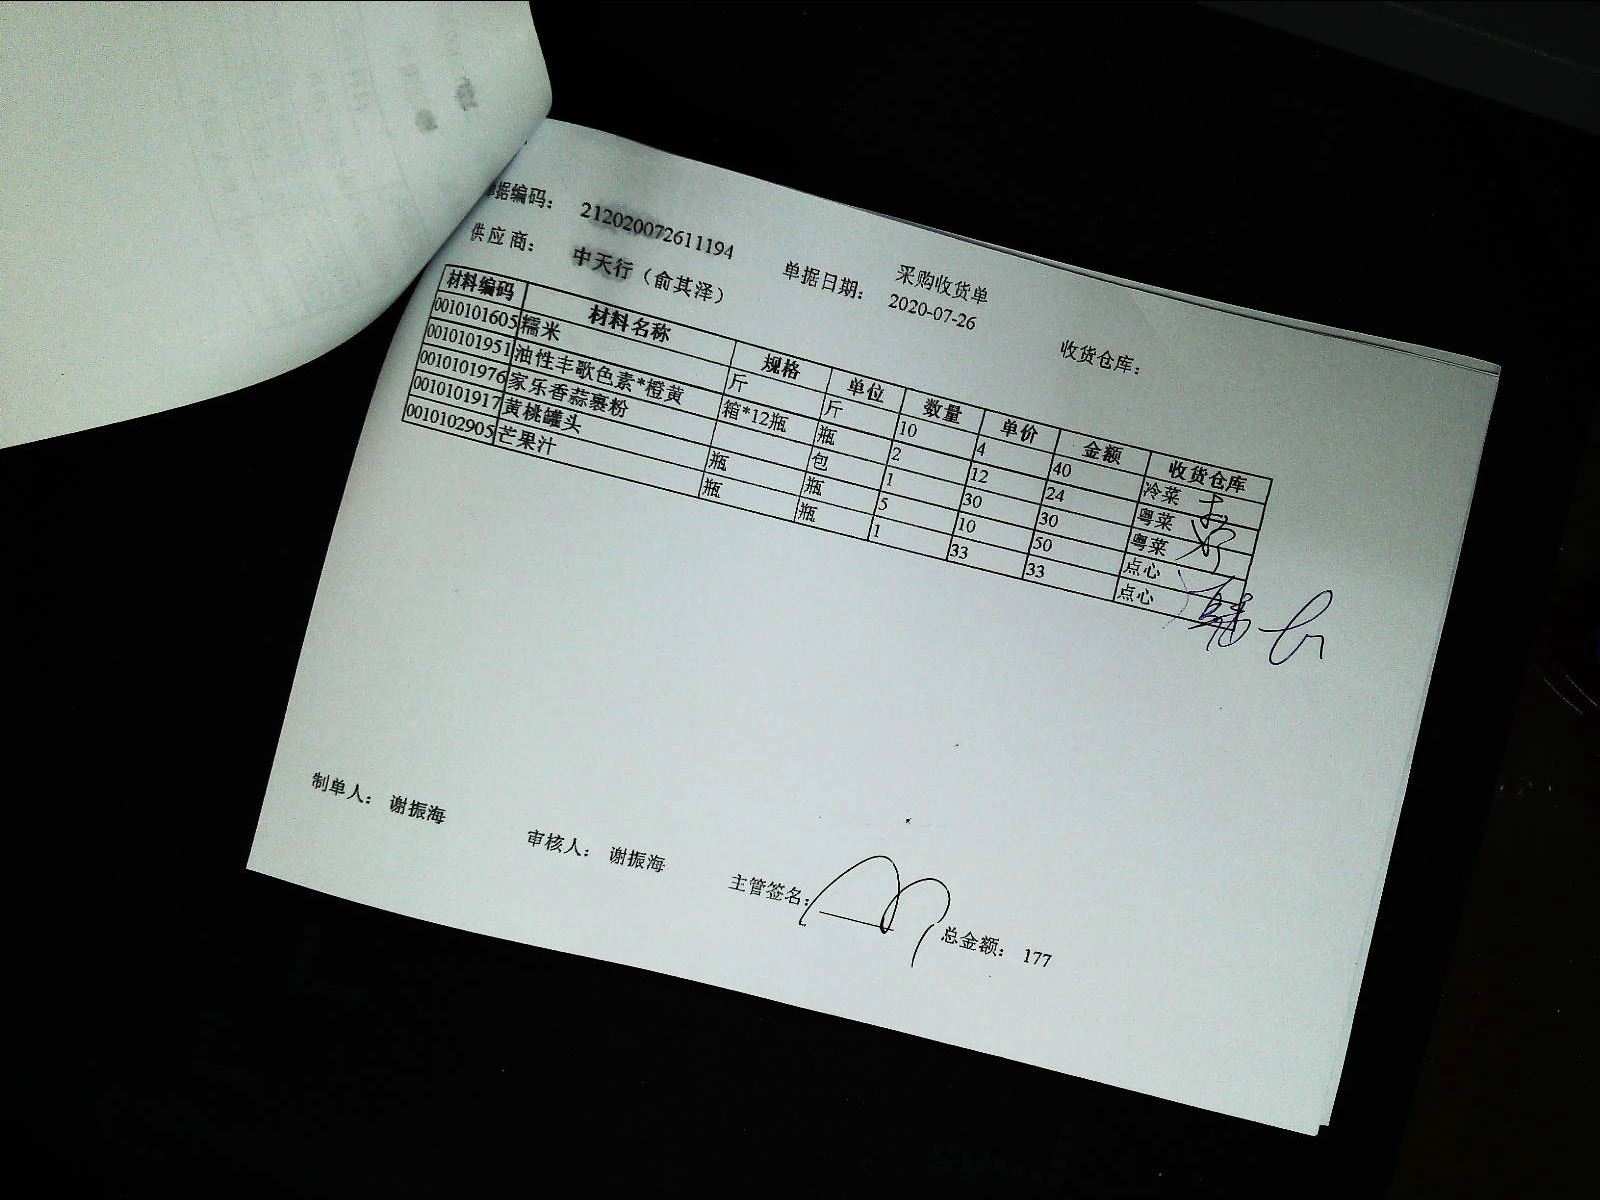 采购收货单
单据编码： 212020072611194 单据日期： 2020-07-26 收货仓库：
供应商： 中天行（俞其泽）
材料编码 材料名称 规格 单位 数量 单价 金额 收货仓库
0010101605 糯米 斤 斤 10 4 40 冷菜
0010101951 油性丰歌色素*橙黄 箱*12瓶 瓶 2 12 24 粤菜
0010101976 家乐香蒜裹粉 包 1 30 30 粤菜
0010101917 黄桃罐头 瓶 瓶 5 10 50 点心
0010102905 芒果汁 瓶 瓶 1 33 33 点心
制单人： 谢振海 审核人： 谢振海 主管签名： 总金额： 177